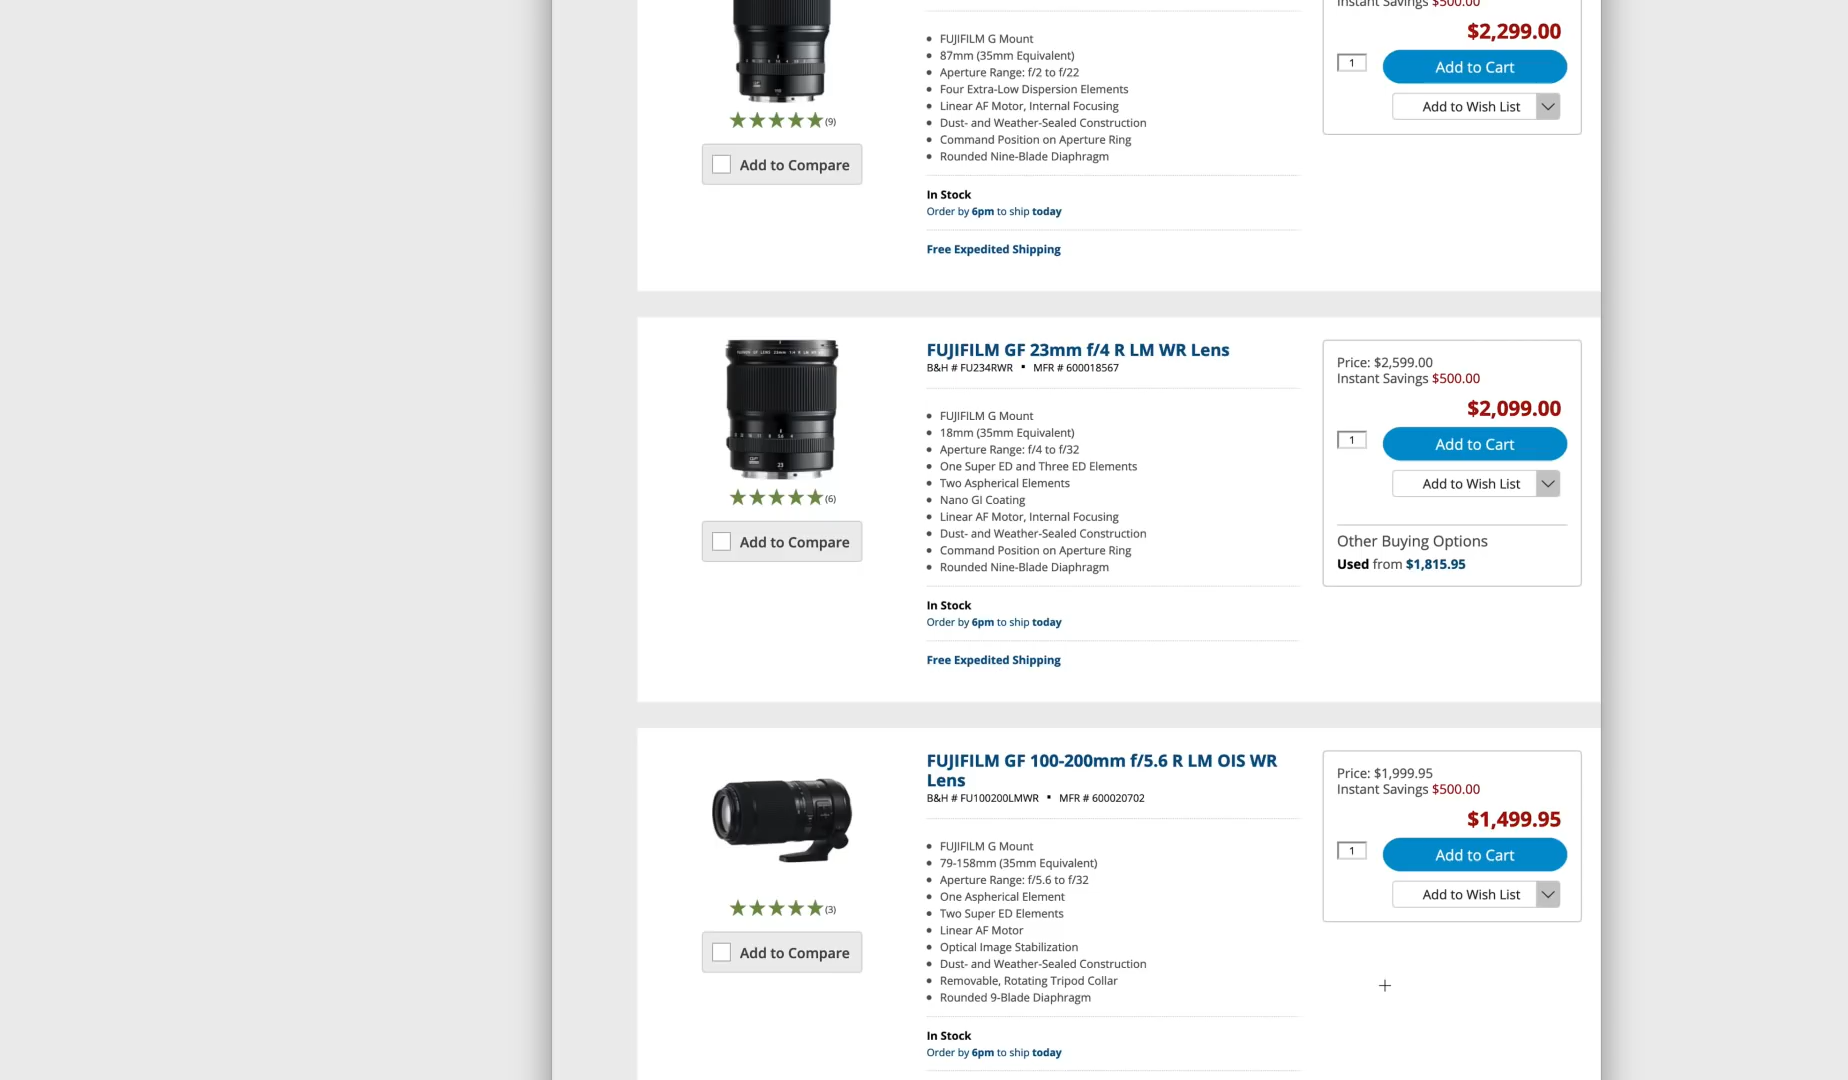 Instant Savings $500.00
$2,299.00
FUJIFILM G Mount
87mm (35mm Equivalent)
Aperture Range: f/2 to f/22
Four Extra-Low Dispersion Elements
Linear AF Motor, Internal Focusing
Dust- and Weather-Sealed Construction
Command Position on Aperture Ring
Rounded Nine-Blade Diaphragm
1
Add to Cart
Add to Wish List
(9)
Add to Compare
In Stock
Order by 6pm to ship today
Free Expedited Shipping
FUJIFILM GF 23mm f/4 R LM WR Lens
B&H # FU234RWR • MFR # 600018567
FUJIFILM G Mount
18mm (35mm Equivalent)
Aperture Range: f/4 to f/32
One Super ED and Three ED Elements
Two Aspherical Elements
Nano GI Coating
Linear AF Motor, Internal Focusing
Dust- and Weather-Sealed Construction
Command Position on Aperture Ring
Rounded Nine-Blade Diaphragm
23
(6)
Add to Compare
Price: $2,599.00
Instant Savings $500.00
$2,099.00
1
Add to Cart
Add to Wish List
Other Buying Options
Used from $1,815.95
In Stock
Order by 6pm to ship today
Free Expedited Shipping
FUJIFILM GF 100-200mm f/5.6 R LM OIS WR
Lens
B&H # FU100200LMWR • MFR # 600020702
FUJIFILM G Mount
79-158mm (35mm Equivalent)
Aperture Range: f/5.6 to f/32
One Aspherical Element
Two Super ED Elements
Linear AF Motor
Optical Image Stabilization
Dust- and Weather-Sealed Construction
Removable, Rotating Tripod Collar
Rounded 9-Blade Diaphragm
(3)
Add to Compare
Price: $1,999.95
Instant Savings $500.00
$1,499.95
1
Add to Cart
Add to Wish List
In Stock
Order by 6pm to ship today